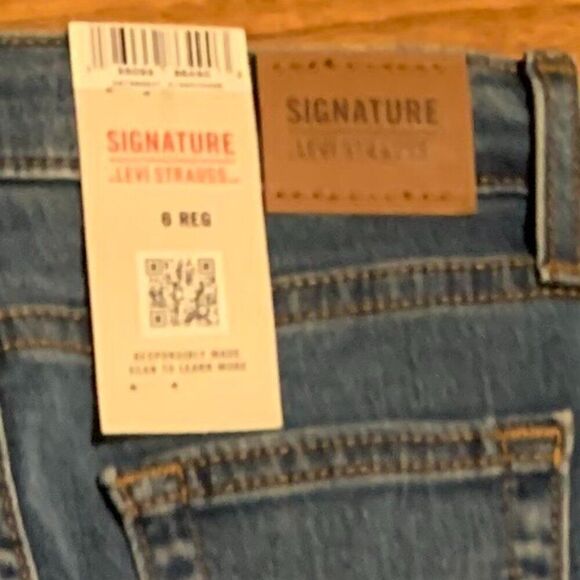 SIGNATURE
LEVI STRAUSS
6 REG
RESPONSIBLY MADE
SCAN TO LEARN MORE
SIGNATURE
LEVI STRAUSS